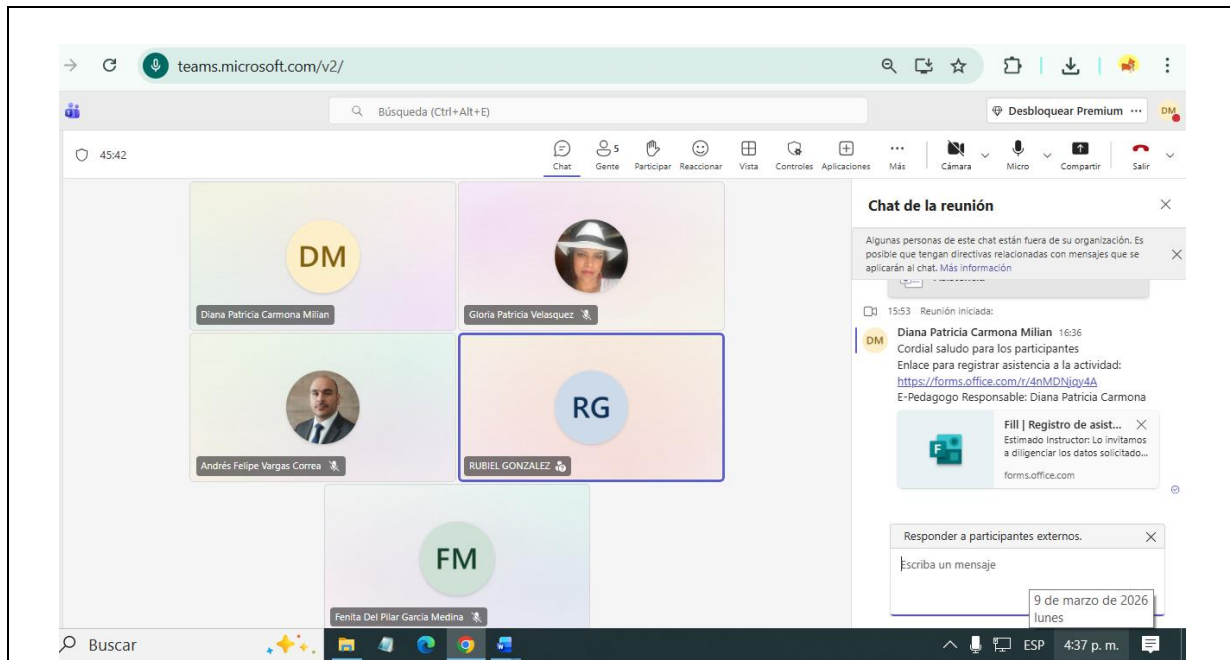 teams.microsoft.com/v2/
Búsqueda (Ctrl+Alt+E)
Desbloquear Premium ...
DM
45:42
Chat
5
Gente
Participar
Reaccionar
Vista
Controles
Aplicaciones
Más
Cámara
Micro
Compartir
Salir
DM
Diana Patricia Carmona Milian
Gloria Patricia Velasquez
Andrés Felipe Vargas Correa
RG
RUBIEL GONZALEZ
FM
Fenita Del Pilar Garcia Medina
Chat de la reunión
Algunas personas de este chat están fuera de su organización. Es
posible que tengan directivas relacionadas con mensajes que se
aplicarán al chat. Más información
15:53 Reunión iniciada:
DM
Diana Patricia Carmona Milian 16:36
Cordial saludo para los participantes
Enlace para registrar asistencia a la actividad:
https://forms.office.com/r/4nMDNjqy4A
E-Pedagogo Responsable: Diana Patricia Carmona
Fill | Registro de asist...
Estimado Instructor: Lo invitamos
a diligenciar los datos solicitado...
forms.office.com
Responder a participantes externos.
Escriba un mensaje
9 de marzo de 2026
lunes
Buscar
ESP
4:37 p. m.